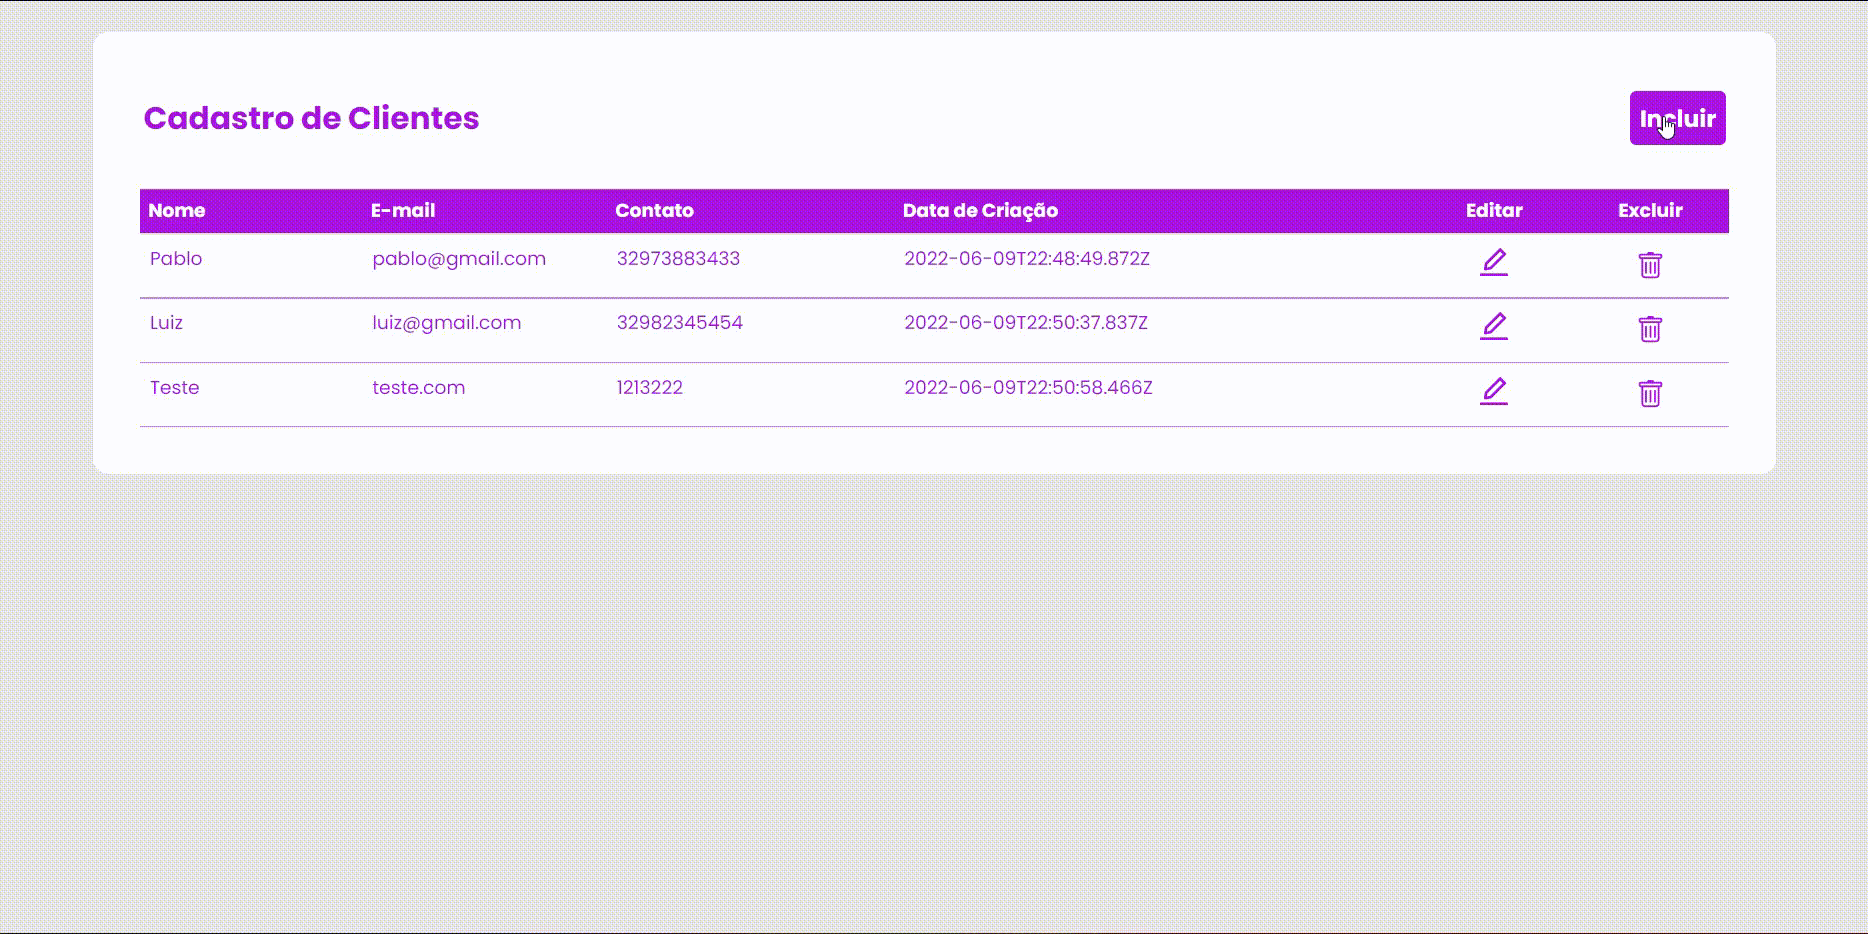 Cadastro de Clientes Incluir
Nome E-mail Contato Data de Criação Editar Excluir
Pablo pablo@gmail.com 32973883433 2022-06-09T22:48:49.872Z
Luiz luiz@gmail.com 32982345454 2022-06-09T22:50:37.837Z
Teste teste.com 1213222 2022-06-09T22:50:58.466Z